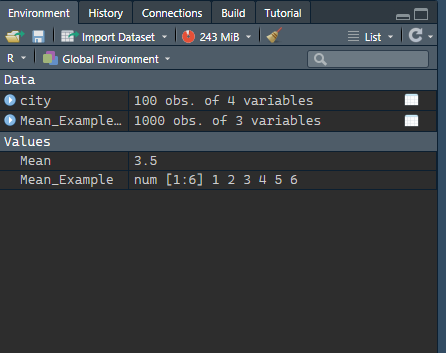 Environment History Connections Build Tutorial
Import Dataset 243 MiB List
R Global Environment
Data
city 100 obs. of 4 variables
Mean_Example… 1000 obs. of 3 variables
Values
Mean 3.5
Mean_Example num [1:6] 1 2 3 4 5 6